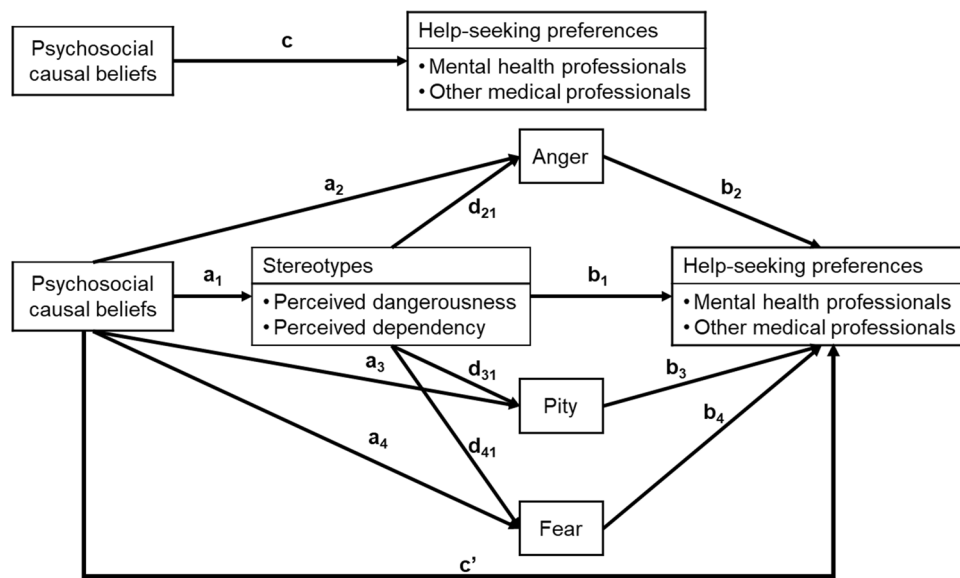 Psychosocial
causal beliefs
c
Help-seeking preferences
• Mental health professionals
• Other medical professionals
Anger
a2
d21
b2
Psychosocial
causal beliefs
a1
Stereotypes
• Perceived dangerousness
• Perceived dependency
b1
Help-seeking preferences
• Mental health professionals
• Other medical professionals
a3
d31
Pity
b3
a4
d41
b4
Fear
c’